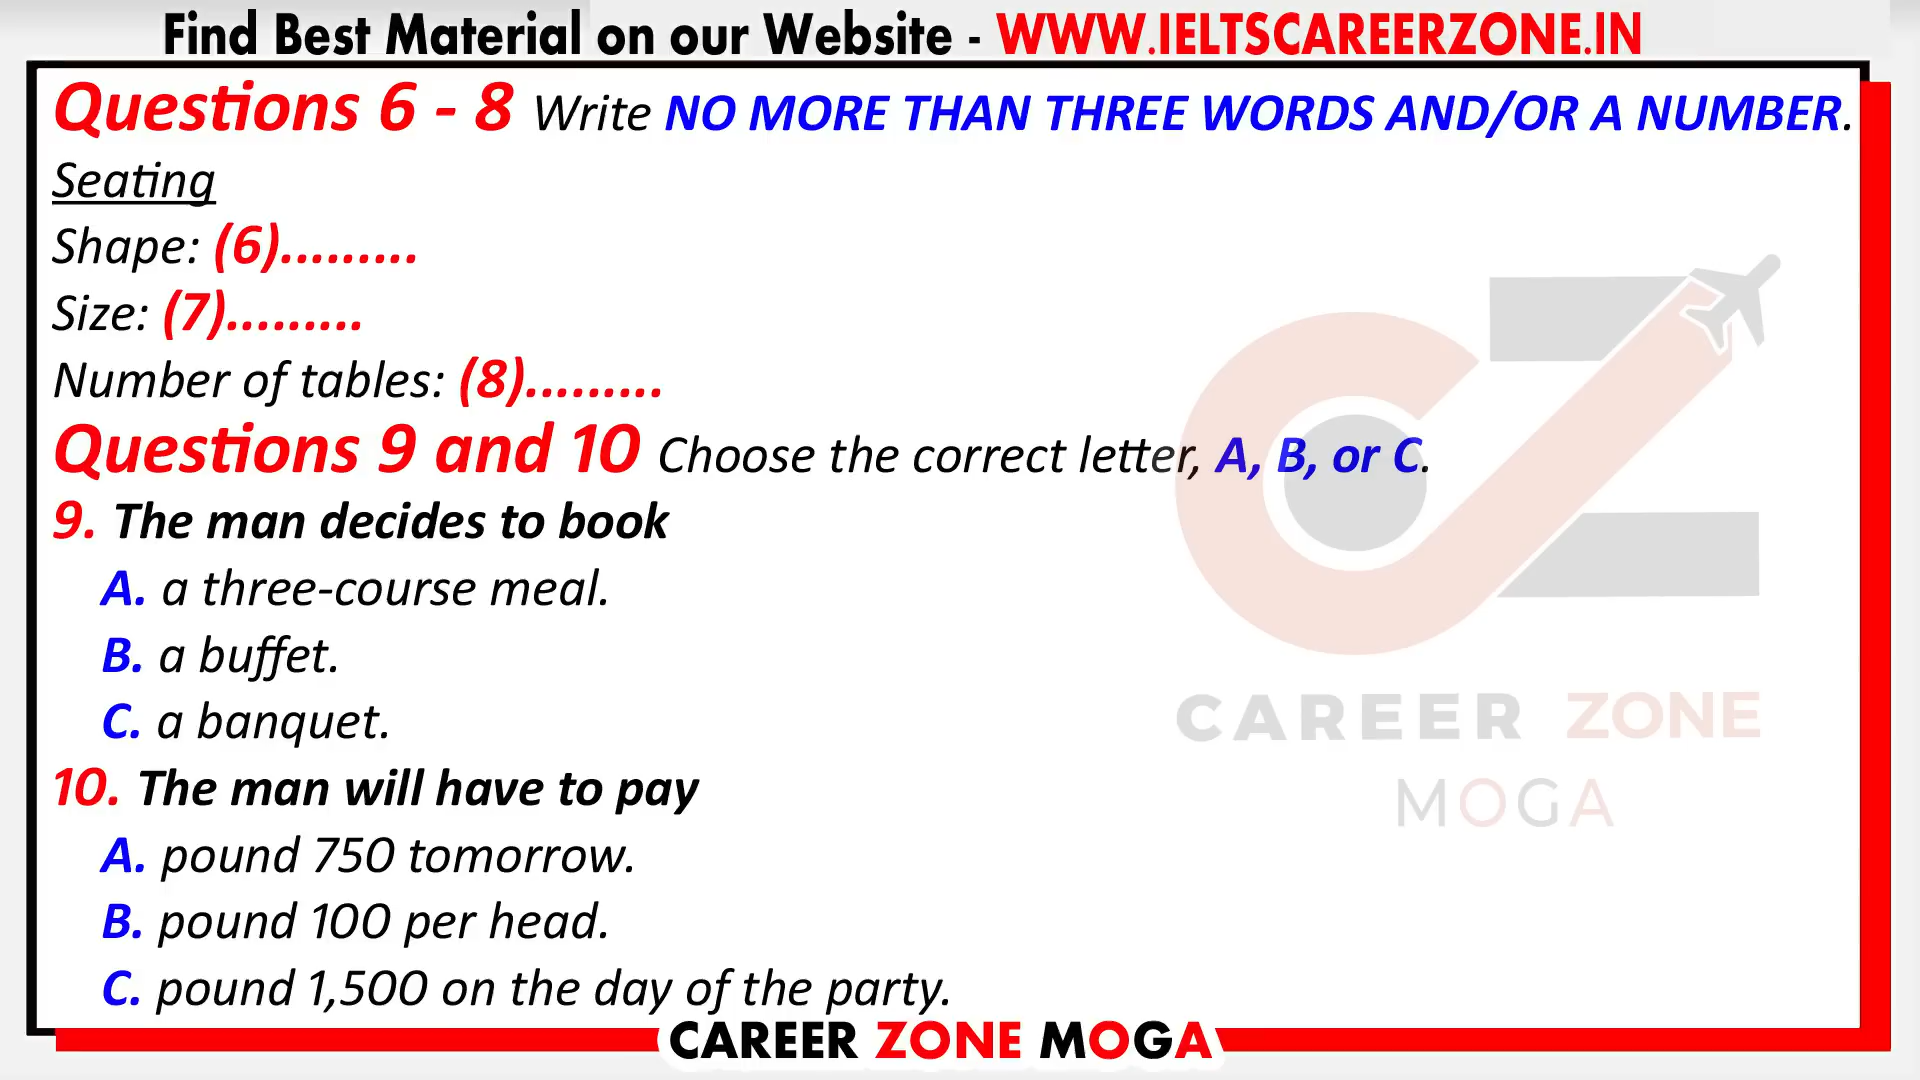 Find Best Material on our Website - WWW.IELTSCAREERZONE.IN
Questions 6 - 8 Write NO MORE THAN THREE WORDS AND/OR A NUMBER.
Seating
Shape: (6).........
Size: (7).........
Number of tables: (8).........
Questions 9 and 10 Choose the correct letter, A, B, or C.
9. The man decides to book
A. a three-course meal.
B. a buffet.
C. a banquet.
10. The man will have to pay
A. pound 750 tomorrow.
B. pound 100 per head.
C. pound 1,500 on the day of the party.
CAREER ZONE
MOGA
CAREER ZONE MOGA